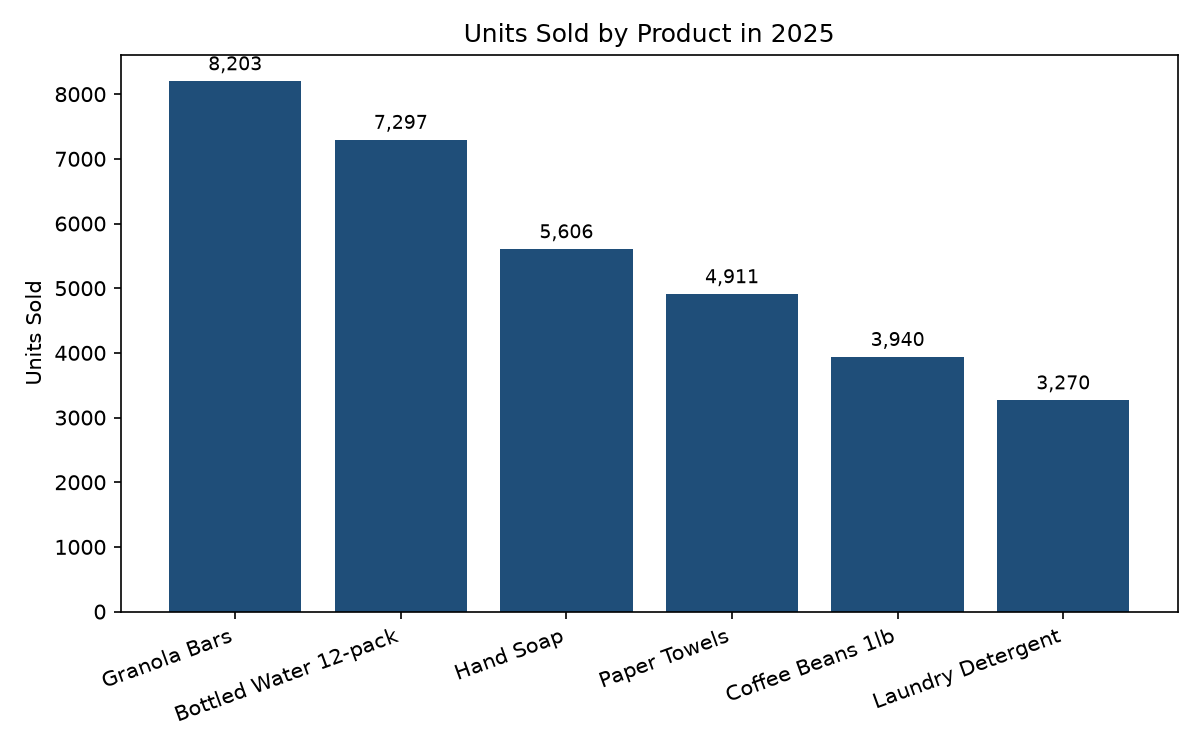 Units Sold by Product in 2025
Units Sold
8000
7000
6000
5000
4000
3000
2000
1000
0
8,203
7,297
5,606
4,911
3,940
3,270
Granola Bars
Bottled Water 12-pack
Hand Soap
Paper Towels
Coffee Beans 1lb
Laundry Detergent